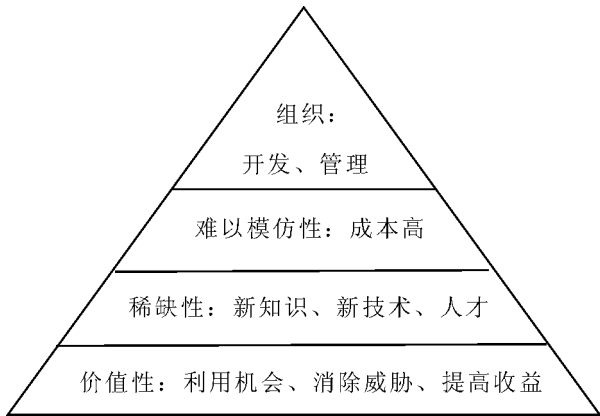 组织：
开发、管理
难以模仿性：成本高
稀缺性：新知识、新技术、人才
价值性：利用机会、消除威胁、提高收益